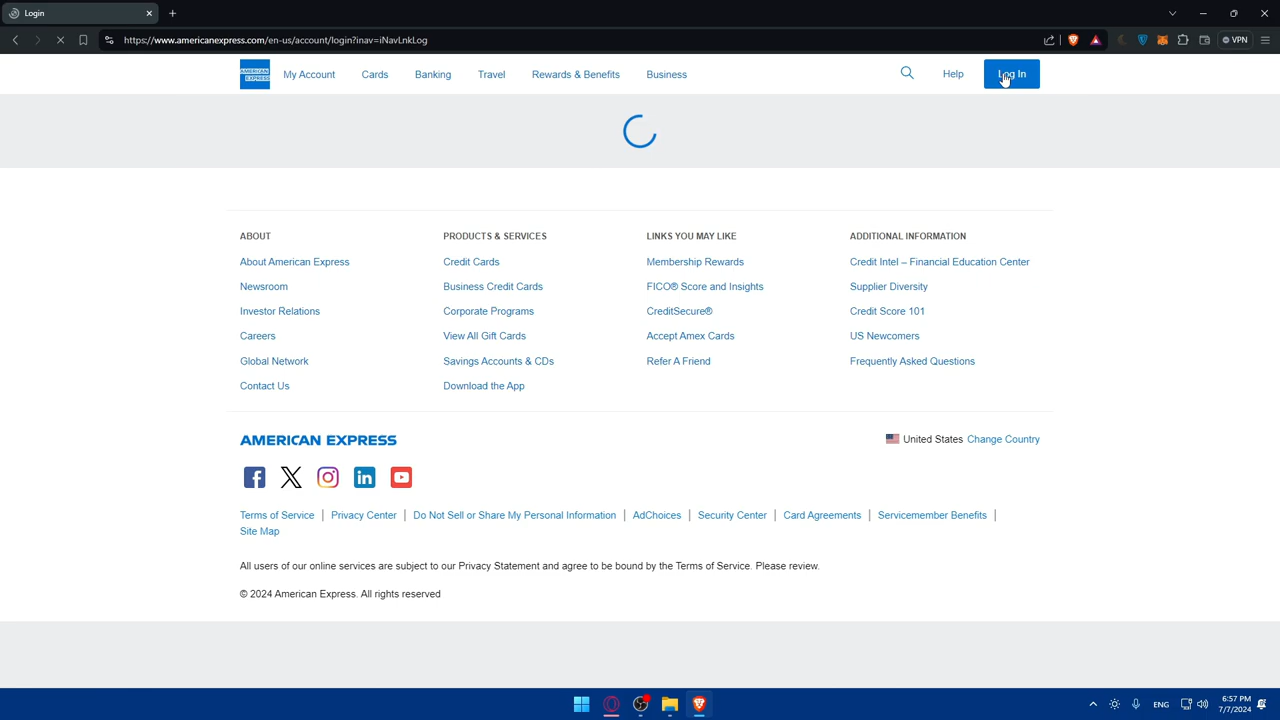 Login
https://www.americanexpress.com/en-us/account/login?inav=iNavLnkLog
VPN
AMERICAN EXPRESS
My Account
Cards
Banking
Travel
Rewards & Benefits
Business
Help
Log In
ABOUT
About American Express
Newsroom
Investor Relations
Careers
Global Network
Contact Us
PRODUCTS & SERVICES
Credit Cards
Business Credit Cards
Corporate Programs
View All Gift Cards
Savings Accounts & CDs
Download the App
LINKS YOU MAY LIKE
Membership Rewards
FICO® Score and Insights
CreditSecure®
Accept Amex Cards
Refer A Friend
ADDITIONAL INFORMATION
Credit Intel – Financial Education Center
Supplier Diversity
Credit Score 101
US Newcomers
Frequently Asked Questions
AMERICAN EXPRESS
United States Change Country
Terms of Service | Privacy Center | Do Not Sell or Share My Personal Information | AdChoices | Security Center | Card Agreements | Servicemember Benefits |
Site Map
All users of our online services are subject to our Privacy Statement and agree to be bound by the Terms of Service. Please review.
© 2024 American Express. All rights reserved
ENG
6:57 PM
7/7/2024